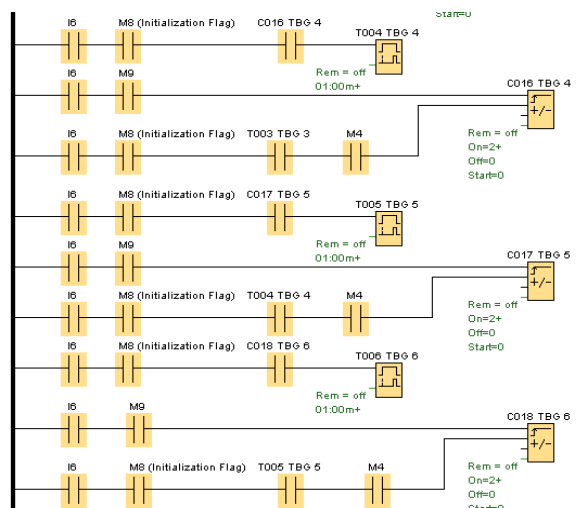 Start=0
I6 M8 (Initialization Flag) C016 TBG 4
T004 TBG 4
Rem = off
01:00m+
I6 M9
C016 TBG 4
+/-
Rem = off
On=2+
Off=0
Start=0
I6 M8 (Initialization Flag) T003 TBG 3 M4
I6 M8 (Initialization Flag) C017 TBG 5
T005 TBG 5
Rem = off
01:00m+
I6 M9
C017 TBG 5
+/-
Rem = off
On=2+
Off=0
Start=0
I6 M8 (Initialization Flag) T004 TBG 4 M4
I6 M8 (Initialization Flag) C018 TBG 6
T006 TBG 6
Rem = off
01:00m+
I6 M9
C018 TBG 6
+/-
Rem = off
On=2+
Off=0
Start=0
I6 M8 (Initialization Flag) T005 TBG 5 M4